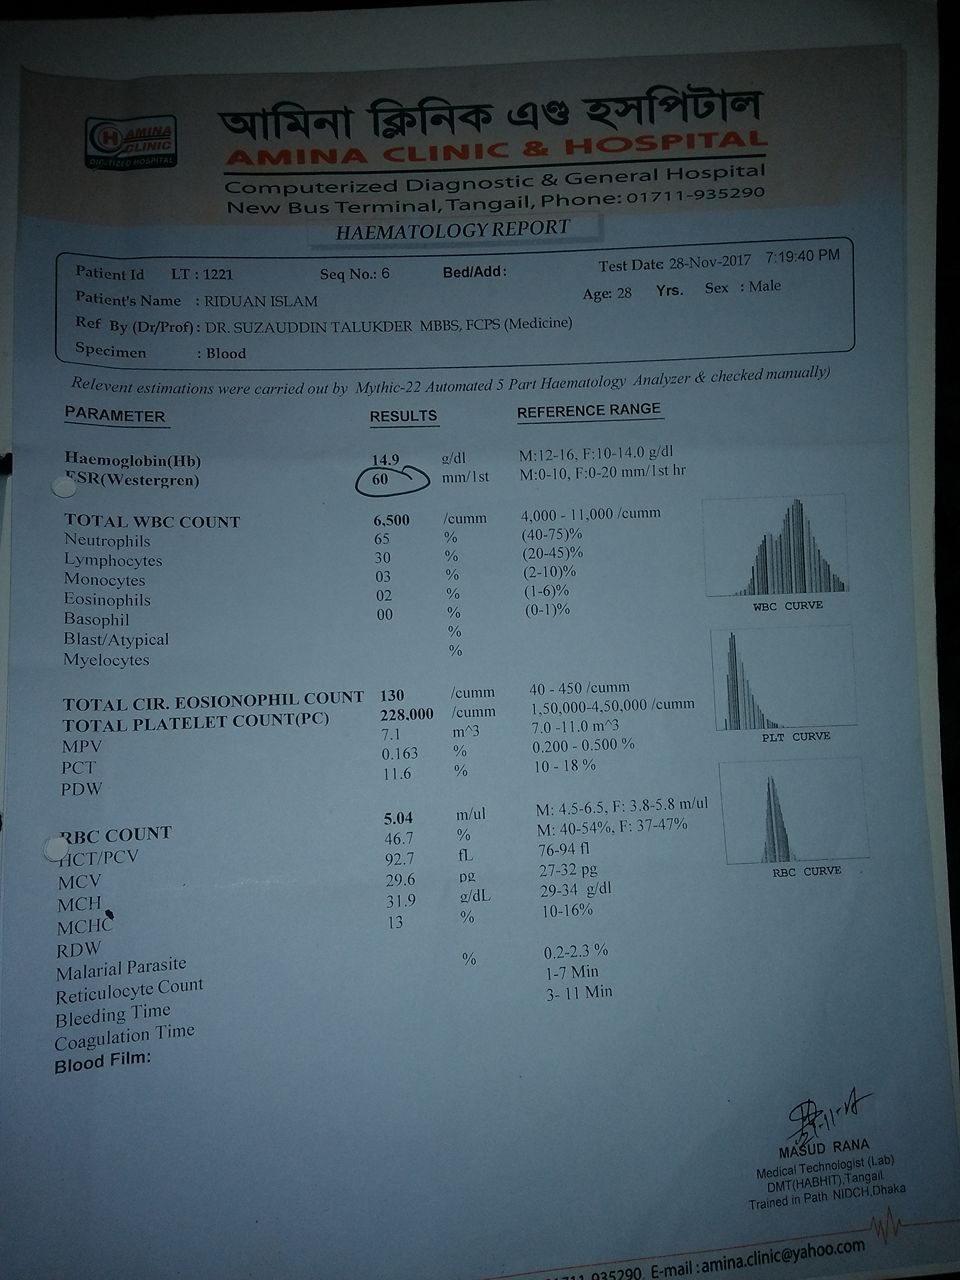 আমিনা ক্লিনিক এণ্ড হসপিটাল
H AMINA
CLINIC
DIGITIZED HOSPITAL
AMINA CLINIC & HOSPITAL
Computerized Diagnostic & General Hospital
New Bus Terminal, Tangail, Phone: 01711-935290
HAEMATOLOGY REPORT
Patient Id LT : 1221 Seq No.: 6 Bed/Add: Test Date: 28-Nov-2017 7:19:40 PM
Patient's Name : RIDUAN ISLAM Age: 28 Yrs. Sex : Male
Ref By (Dr/Prof) : DR. SUZAUDDIN TALUKDER MBBS, FCPS (Medicine)
Specimen : Blood
Relevent estimations were carried out by Mythic-22 Automated 5 Part Haematology Analyzer & checked manually)
PARAMETER RESULTS REFERENCE RANGE
Haemoglobin(Hb) 14.9 g/dl M:12-16, F:10-14.0 g/dl
ESR(Westergren) 60 mm/1st M:0-10, F:0-20 mm/1st hr
TOTAL WBC COUNT 6,500 /cumm 4,000 - 11,000 /cumm
Neutrophils 65 % (40-75)%
Lymphocytes 30 % (20-45)%
Monocytes 03 % (2-10)%
Eosinophils 02 % (1-6)%
Basophil 00 % (0-1)%
Blast/Atypical %
Myelocytes %
WBC CURVE
TOTAL CIR. EOSIONOPHIL COUNT 130 /cumm 40 - 450 /cumm
TOTAL PLATELET COUNT(PC) 228,000 /cumm 1,50,000-4,50,000 /cumm
MPV 7.1 m^3 7.0 -11.0 m^3
PCT 0.163 % 0.200 - 0.500 %
PDW 11.6 % 10 - 18 %
PLT CURVE
RBC COUNT 5.04 m/ul M: 4.5-6.5, F: 3.8-5.8 m/ul
HCT/PCV 46.7 % M: 40-54%, F: 37-47%
MCV 92.7 fL 76-94 fl
MCH 29.6 pg 27-32 pg
MCHC 31.9 g/dL 29-34 g/dl
RDW 13 % 10-16%
RBC CURVE
Malarial Parasite
Reticulocyte Count % 0.2-2.3 %
Bleeding Time 1-7 Min
Coagulation Time 3- 11 Min
Blood Film:
MASUD RANA
Medical Technologist (Lab)
DMT(HABHIT),Tangail
Trained in Path. NIDCH,Dhaka
935290, E-mail :amina.clinic@yahoo.com